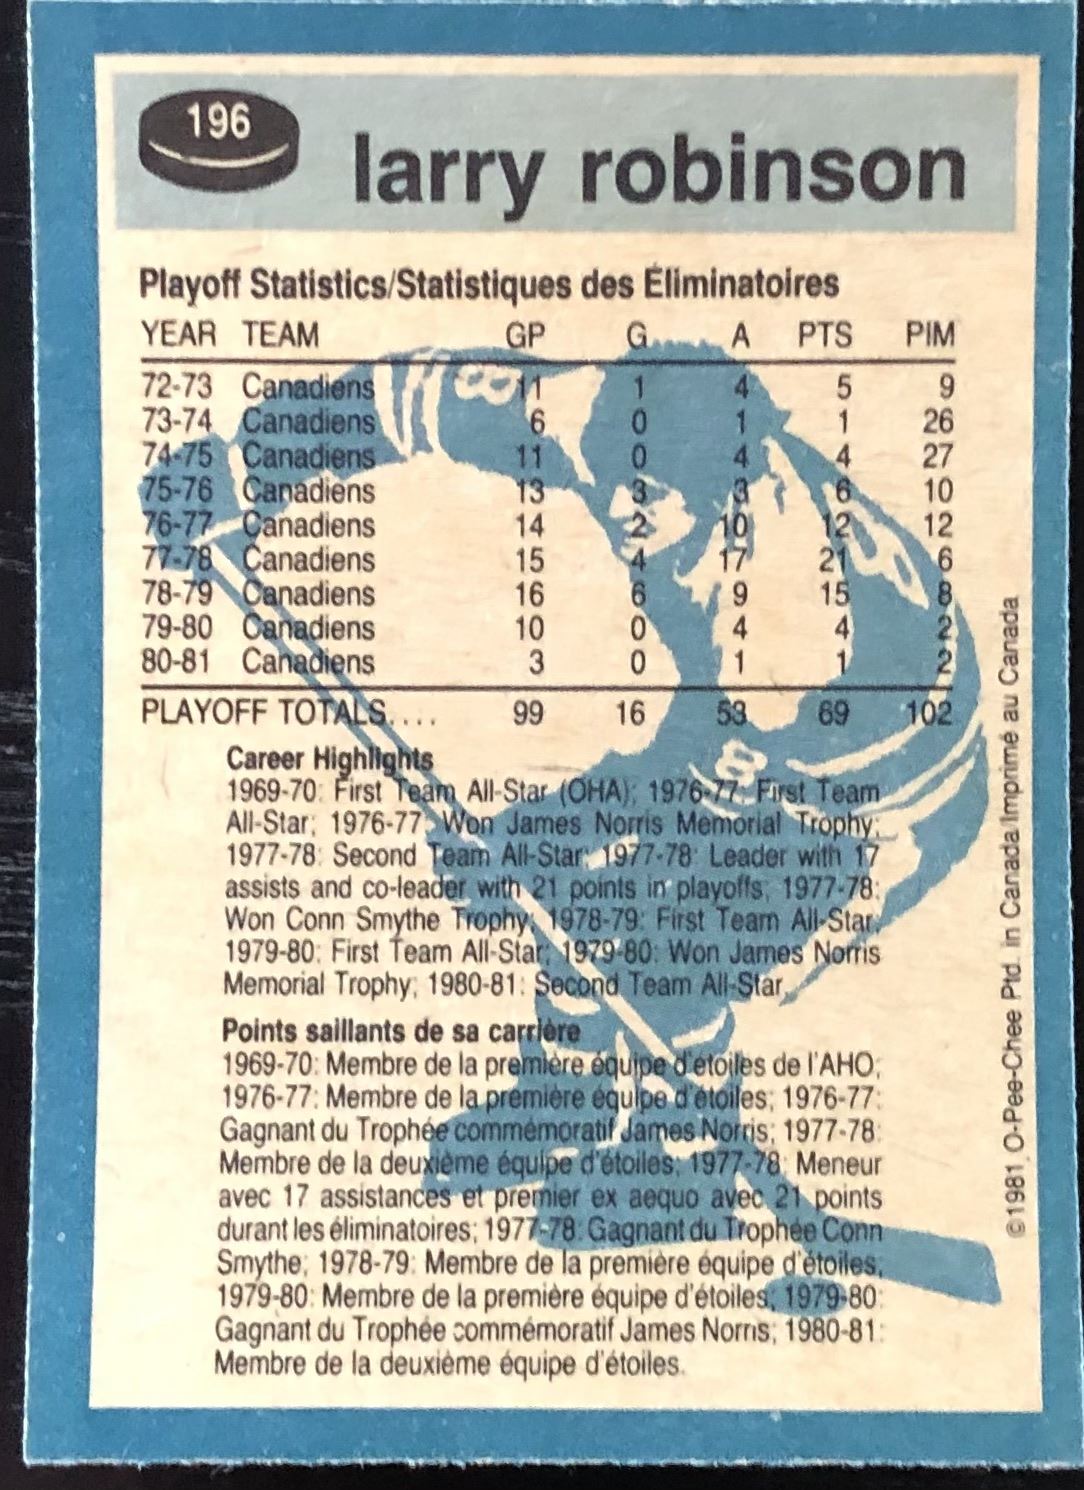 196
larry robinson
Playoff Statistics/Statistiques des Éliminatoires
YEAR TEAM GP G A PTS PIM
72-73 Canadiens 11 1 4 5 9
73-74 Canadiens 6 0 1 1 26
74-75 Canadiens 11 0 4 4 27
75-76 Canadiens 13 3 3 6 10
76-77 Canadiens 14 2 10 12 12
77-78 Canadiens 15 4 17 21 6
78-79 Canadiens 16 6 9 15 8
79-80 Canadiens 10 0 4 4 2
80-81 Canadiens 3 0 1 1 2
PLAYOFF TOTALS.... 99 16 53 69 102
Career Highlights
1969-70: First Team All-Star (OHA); 1976-77: First Team
All-Star; 1976-77: Won James Norris Memorial Trophy;
1977-78: Second Team All-Star; 1977-78: Leader with 17
assists and co-leader with 21 points in playoffs; 1977-78:
Won Conn Smythe Trophy; 1978-79: First Team All-Star;
1979-80: First Team All-Star; 1979-80: Won James Norris
Memorial Trophy; 1980-81: Second Team All-Star.
Points saillants de sa carrière
1969-70: Membre de la première équipe d'étoiles de l'AHO;
1976-77: Membre de la première équipe d'étoiles; 1976-77:
Gagnant du Trophée commémoratif James Norris; 1977-78:
Membre de la deuxième équipe d'étoiles; 1977-78: Meneur
avec 17 assistances et premier ex aequo avec 21 points
durant les éliminatoires; 1977-78: Gagnant du Trophée Conn
Smythe; 1978-79: Membre de la première équipe d'étoiles;
1979-80: Membre de la première équipe d'étoiles; 1979-80:
Gagnant du Trophée commémoratif James Norris; 1980-81:
Membre de la deuxième équipe d'étoiles.
©1981 O-Pee-Chee Ptd. in Canada/Imprimé au Canada